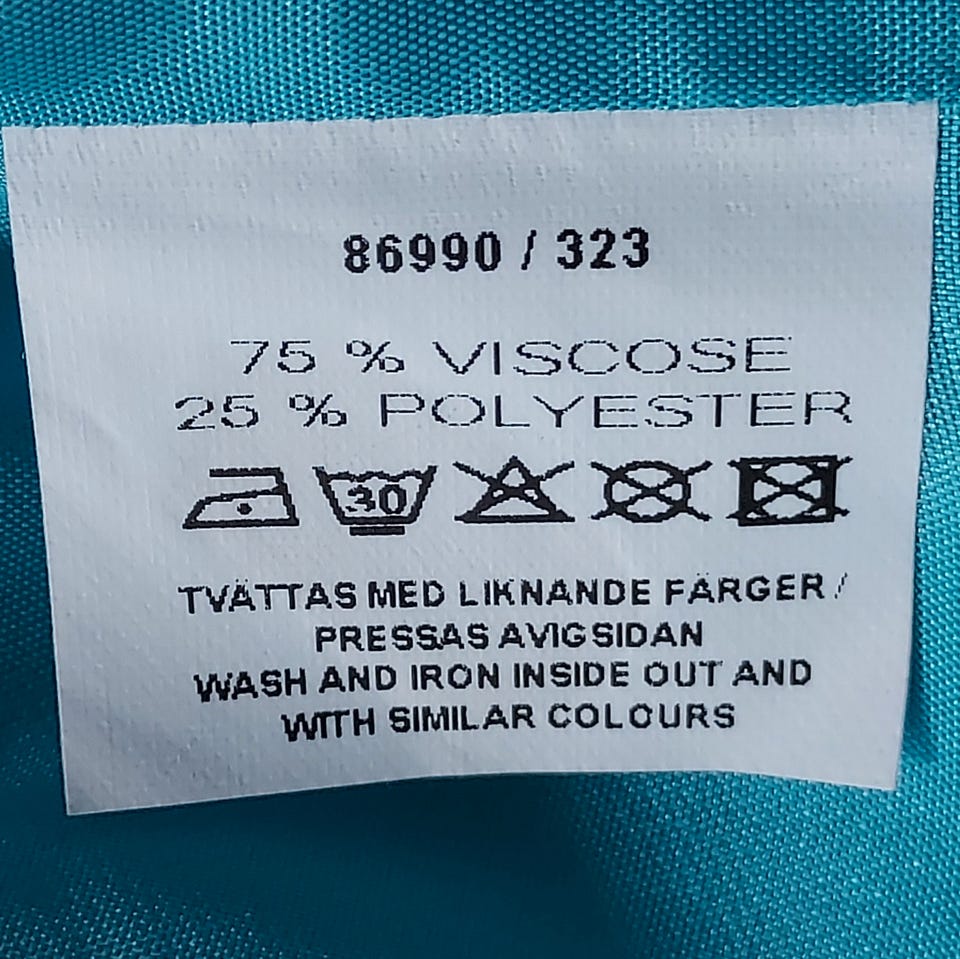 86990 / 323
75 % VISCOSE
25 % POLYESTER
30
TVÄTTAS MED LIKNANDE FÄRGER /
PRESSAS AVIGSIDAN
WASH AND IRON INSIDE OUT AND
WITH SIMILAR COLOURS